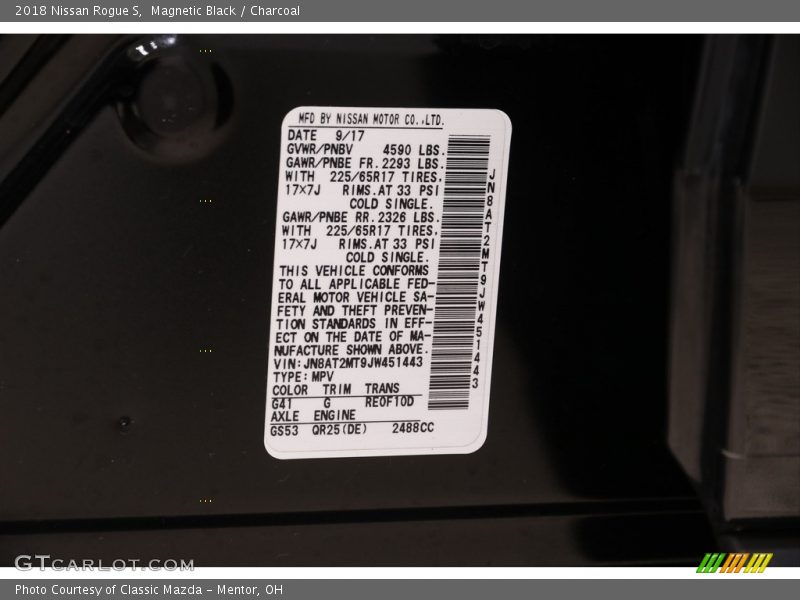 2018 Nissan Rogue S,  Magnetic Black / Charcoal
MFD BY NISSAN MOTOR CO.,LTD.
DATE 9/17
GVWR/PNBV 4590 LBS.
GAWR/PNBE FR. 2293 LBS.
WITH 225/65R17 TIRES,
17×7J RIMS.AT 33 PSI
COLD SINGLE.
GAWR/PNBE RR. 2326 LBS.
WITH 225/65R17 TIRES,
17×7J RIMS.AT 33 PSI
COLD SINGLE.
THIS VEHICLE CONFORMS
TO ALL APPLICABLE FED-
ERAL MOTOR VEHICLE SA-
FETY AND THEFT PREVEN-
TION STANDARDS IN EFF-
ECT ON THE DATE OF MA-
NUFACTURE SHOWN ABOVE.
VIN:JN8AT2MT9JW451443
TYPE:MPV
COLOR TRIM TRANS
G41 G RE0F10D
AXLE ENGINE
GS53 QR25(DE) 2488CC
JN8AT2MT9JW451443
GTCARLOT.COM
Photo Courtesy of Classic Mazda - Mentor, OH